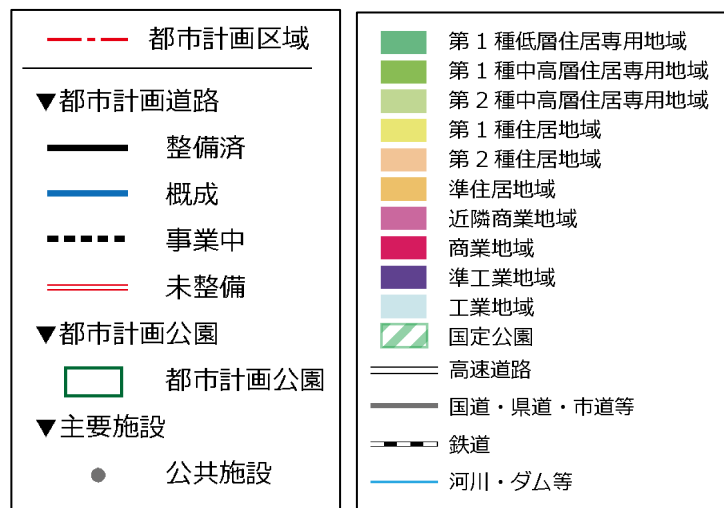 都市計画区域
▼都市計画道路
整備済
概成
事業中
未整備
▼都市計画公園
都市計画公園
▼主要施設
公共施設
第1種低層住居専用地域
第1種中高層住居専用地域
第2種中高層住居専用地域
第1種住居地域
第2種住居地域
準住居地域
近隣商業地域
商業地域
準工業地域
工業地域
国定公園
高速道路
国道・県道・市道等
鉄道
河川・ダム等